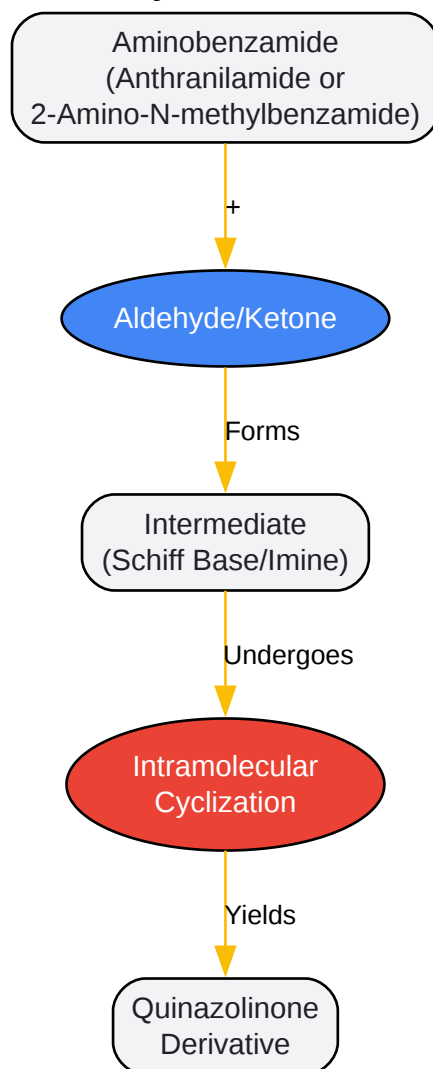 Aminobenzamide
(Anthranilamide or
2-Amino-N-methylbenzamide)
+
Aldehyde/Ketone
Forms
Intermediate
(Schiff Base/Imine)
Undergoes
Intramolecular
Cyclization
Yields
Quinazolinone
Derivative